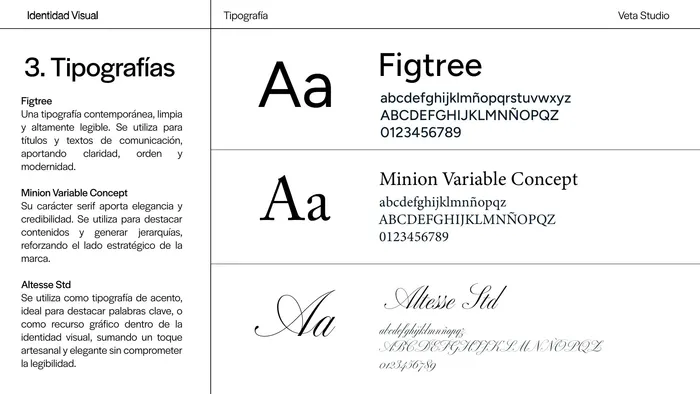 Identidad Visual
Tipografía
Veta Studio
3. Tipografías
Figtree
Una tipografía contemporánea, limpia
y altamente legible. Se utiliza para
títulos y textos de comunicación,
aportando claridad, orden y
modernidad.
Minion Variable Concept
Su carácter serif aporta elegancia y
credibilidad. Se utiliza para destacar
contenidos y generar jerarquías,
reforzando el lado estratégico de la
marca.
Altesse Std
Se utiliza como tipografía de acento,
ideal para destacar palabras clave, o
como recurso gráfico dentro de la
identidad visual, sumando un toque
artesanal y elegante sin comprometer
la legibilidad.
Aa
Figtree
abcdefghijklmñopqrstuvwxyz
ABCDEFGHIJKLMNÑOPQZ
0123456789
Aa
Minion Variable Concept
abcdefghijklmnñopqz
ABCDEFGHIJKLMNÑOPQZ
0123456789
Aa
Altesse Std
abcdefghijklmnñopqz
ABCDEFGHIJKLMNÑOPQZ
0123456789